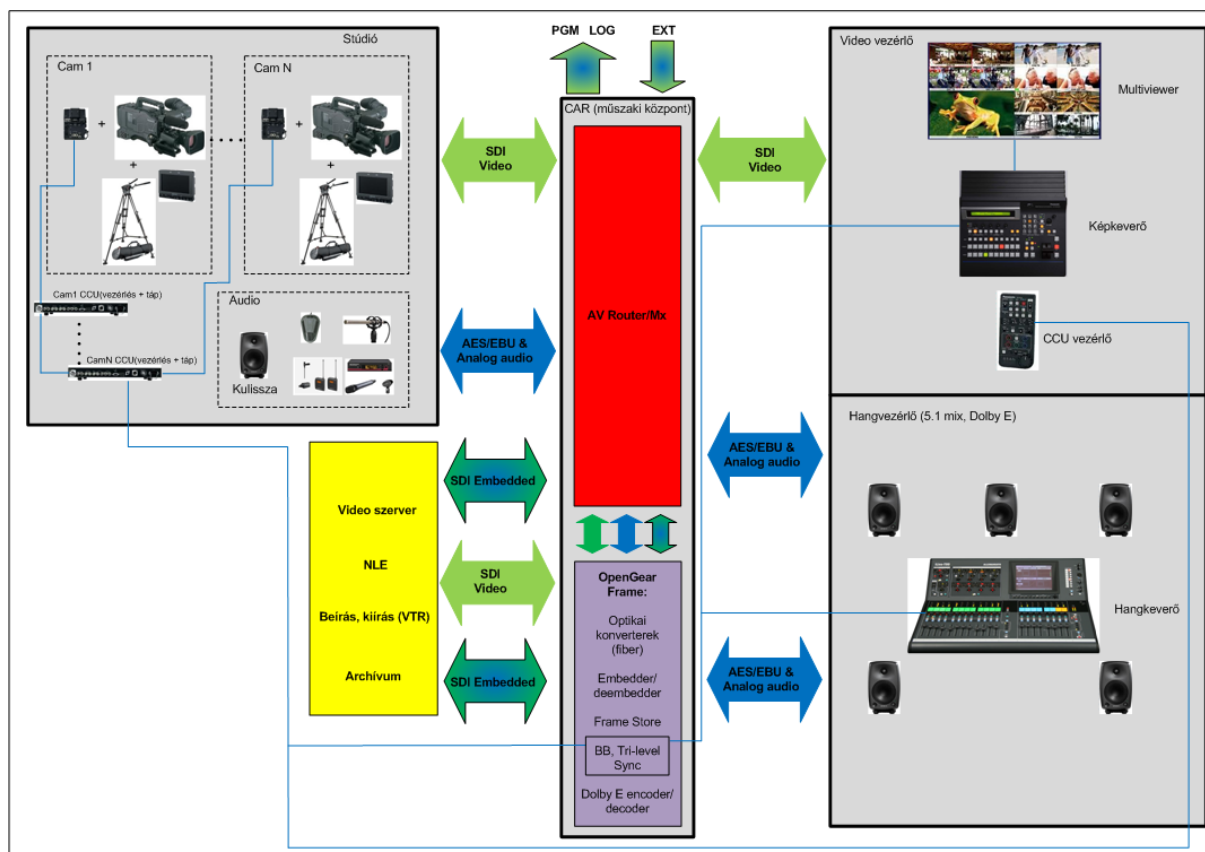 PGM LOG
EXT
Stúdió
Cam 1
Cam N
+
+
+
+
Cam1 CCU(vezérlés + táp)
CamN CCU(vezérlés + táp)
Audio
Kulissza
SDI
Video
AES/EBU &
Analog audio
SDI Embedded
SDI
Video
SDI Embedded
Video szerver
NLE
Beírás, kiírás (VTR)
Archívum
CAR (műszaki központ)
AV Router/Mx
OpenGear
Frame:
Optikai
konverterek
(fiber)
Embedder/
deembedder
Frame Store
BB, Tri-level
Sync
Dolby E encoder/
decoder
SDI
Video
AES/EBU &
Analog audio
AES/EBU &
Analog audio
Video vezérlő
Multiviewer
Képkeverő
CCU vezérlő
Hangvezérlő (5.1 mix, Dolby E)
Hangkeverő